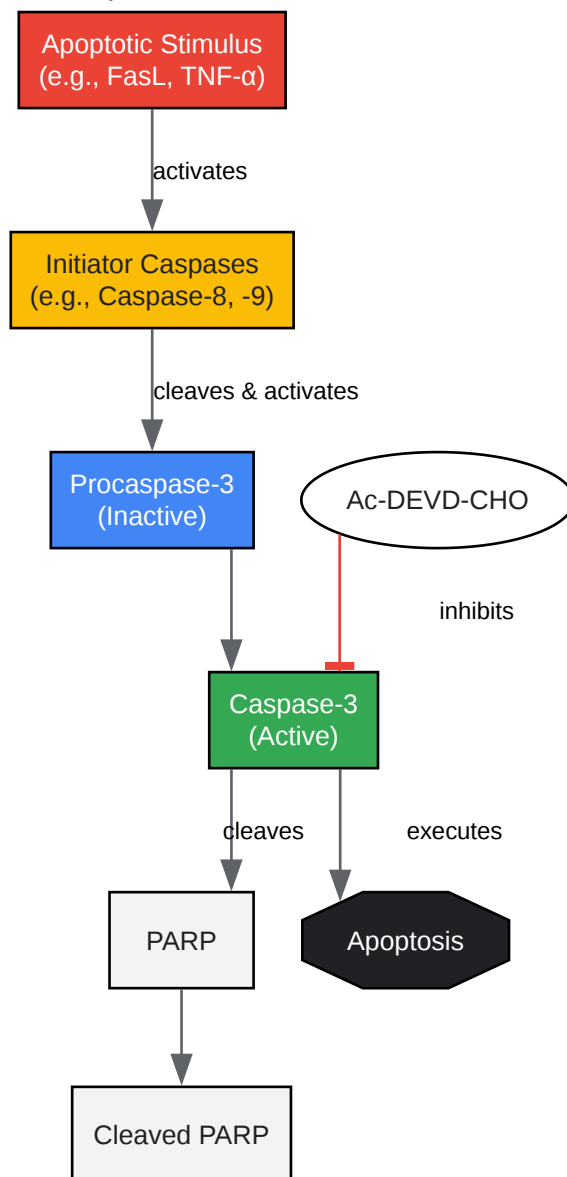 Apoptotic Stimulus
(e.g., FasL, TNF-α)
activates
Initiator Caspases
(e.g., Caspase-8, -9)
cleaves & activates
Procaspase-3
(Inactive)
Ac-DEVD-CHO
inhibits
Caspase-3
(Active)
cleaves
executes
PARP
Apoptosis
Cleaved PARP